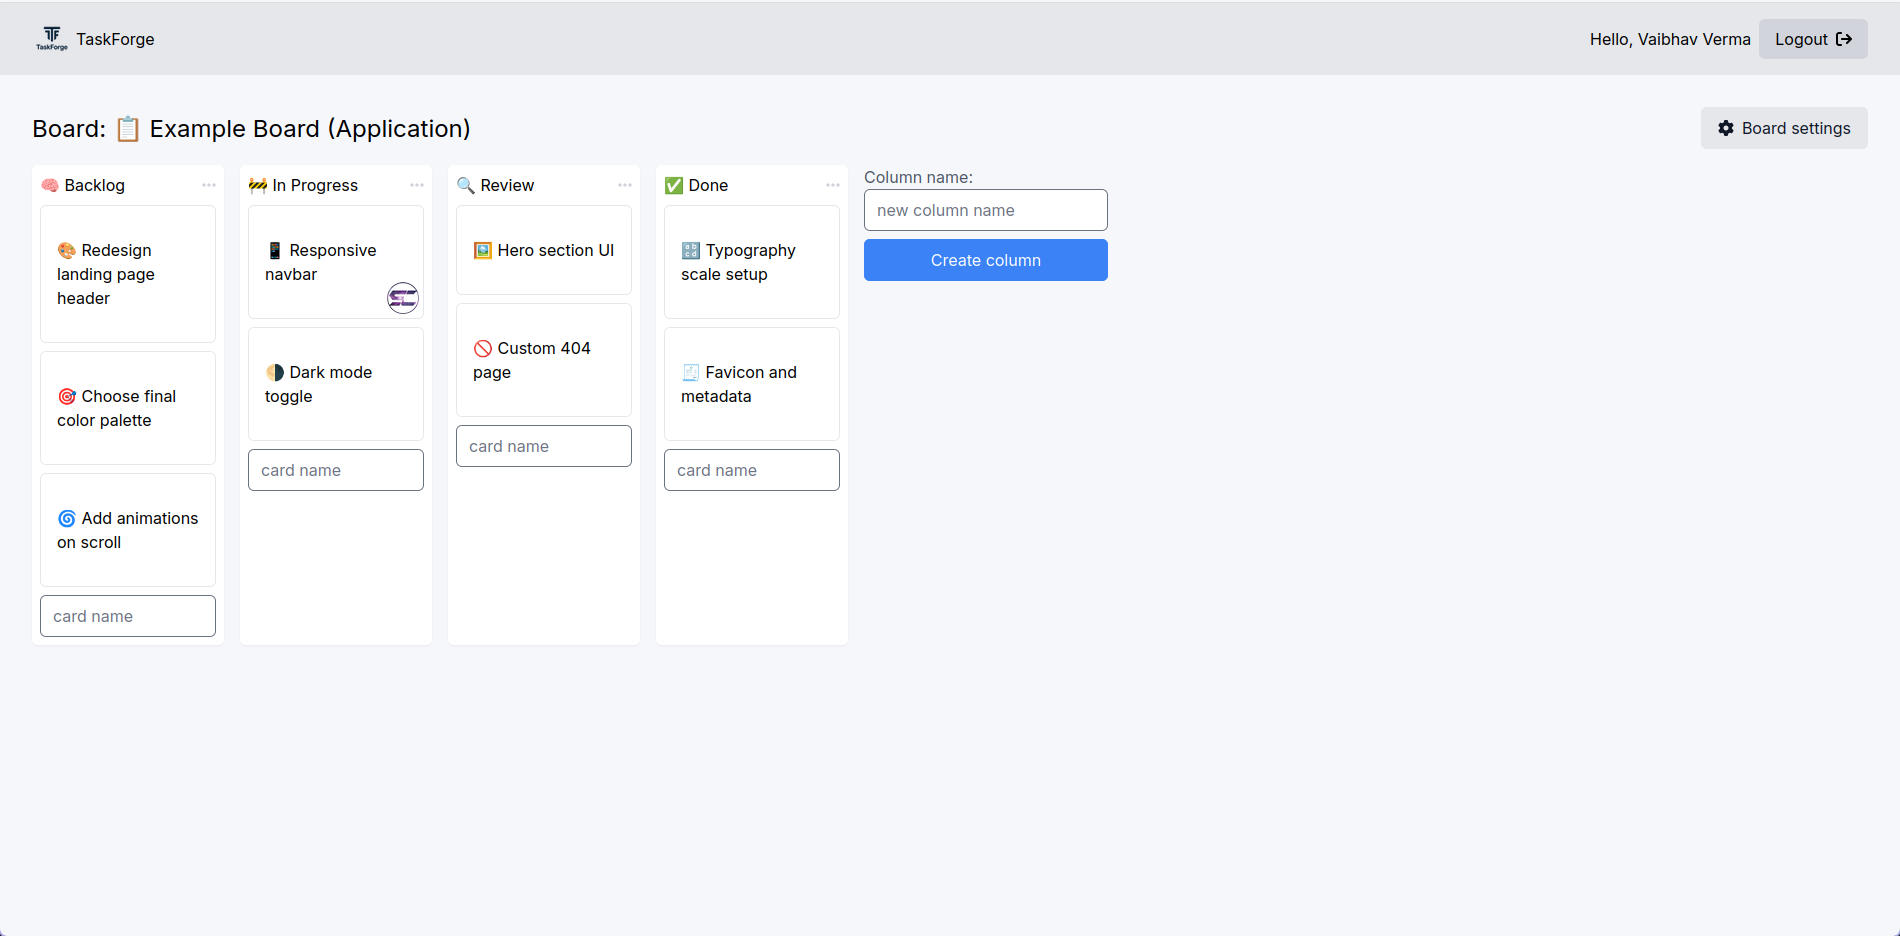 TaskForge
TaskForge
Hello, Vaibhav Verma
Logout
Board: 📋 Example Board (Application)
Board settings
🧠 Backlog
🎨 Redesign
landing page
header
🎯 Choose final
color palette
🌀 Add animations
on scroll
card name
🚧 In Progress
📱 Responsive
navbar
🌗 Dark mode
toggle
card name
🔍 Review
🖼️ Hero section UI
🚫 Custom 404
page
card name
✅ Done
🔡 Typography
scale setup
🧾 Favicon and
metadata
card name
Column name:
new column name
Create column